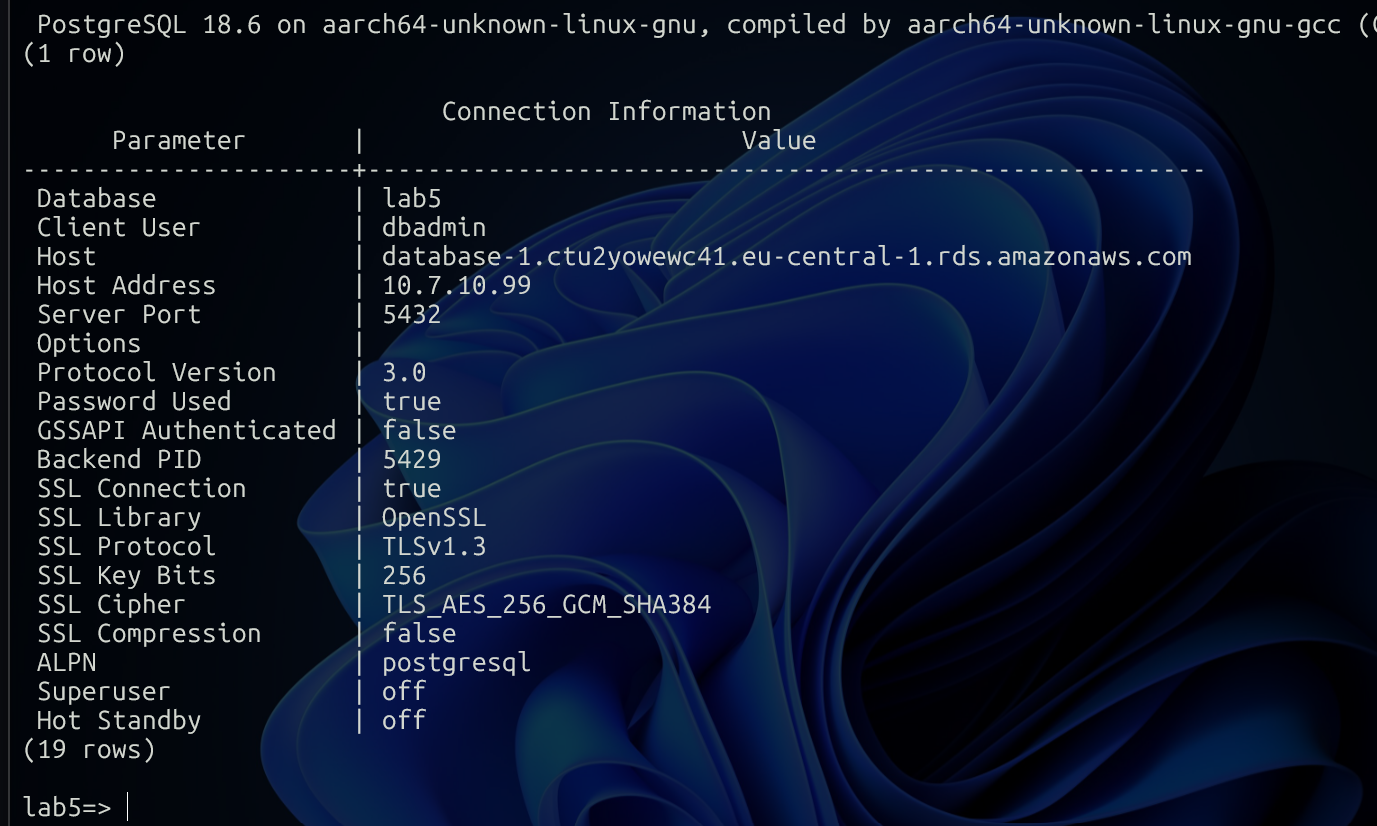 PostgreSQL 18.6 on aarch64-unknown-linux-gnu, compiled by aarch64-unknown-linux-gnu-gcc (
(1 row)
Connection Information
Parameter | Value
----------------------+--------------------------------------------------------
Database | lab5
Client User | dbadmin
Host | database-1.ctu2yowewc41.eu-central-1.rds.amazonaws.com
Host Address | 10.7.10.99
Server Port | 5432
Options |
Protocol Version | 3.0
Password Used | true
GSSAPI Authenticated | false
Backend PID | 5429
SSL Connection | true
SSL Library | OpenSSL
SSL Protocol | TLSv1.3
SSL Key Bits | 256
SSL Cipher | TLS_AES_256_GCM_SHA384
SSL Compression | false
ALPN | postgresql
Superuser | off
Hot Standby | off
(19 rows)
lab5=>